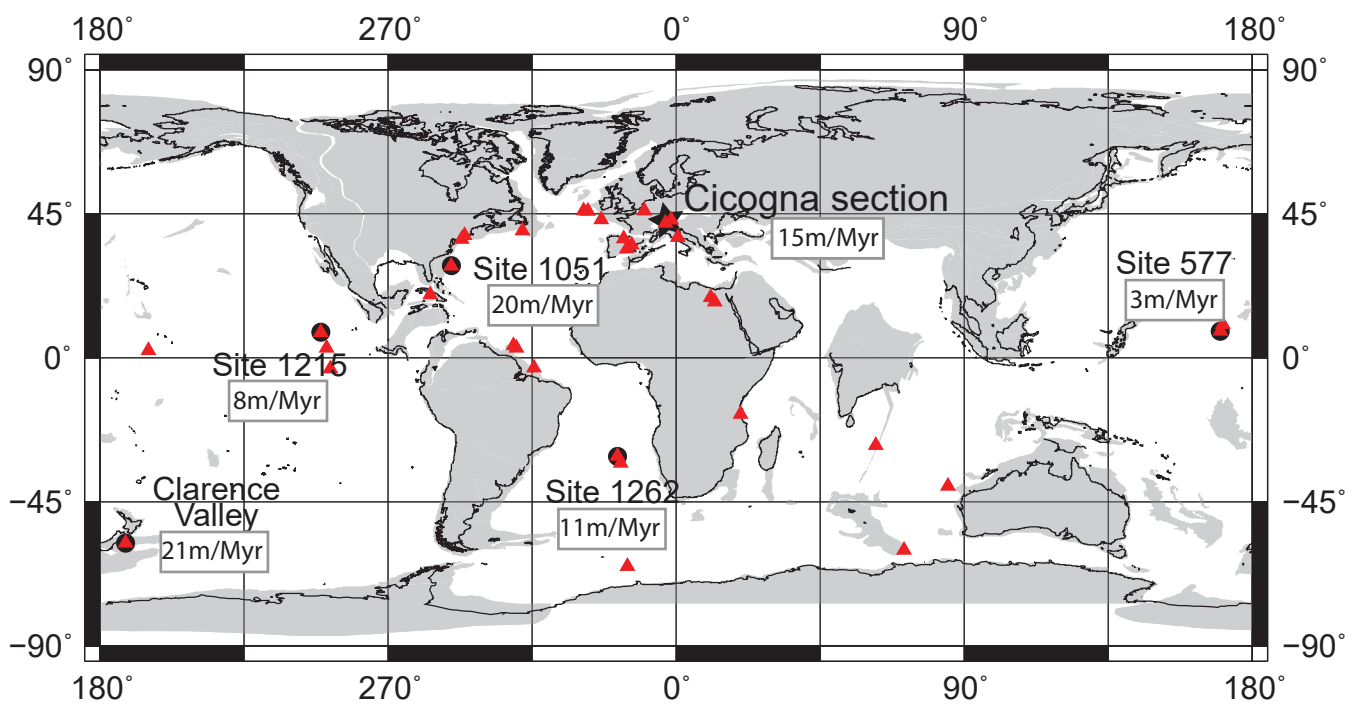 180° 270° 0° 90° 180°
90° 90°
45° Cicogna section 45°
15m/Myr
Site 1051 Site 577
20m/Myr 3m/Myr
0° 0°
Site 1215
8m/Myr
Clarence
Valley
21m/Myr
Site 1262
11m/Myr
−45° −45°
−90° −90°
180° 270° 0° 90° 180°